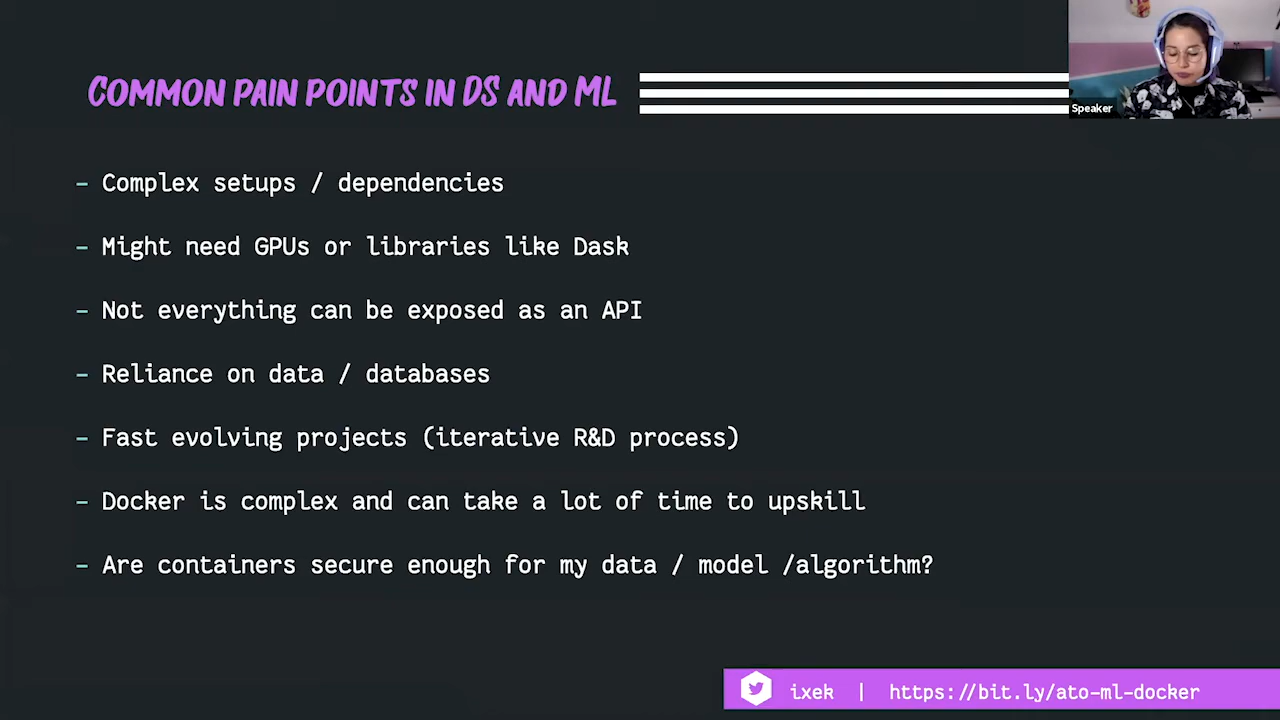 COMMON PAIN POINTS IN DS AND ML
Speaker
- Complex setups / dependencies
- Might need GPUs or libraries like Dask
- Not everything can be exposed as an API
- Reliance on data / databases
- Fast evolving projects (iterative R&D process)
- Docker is complex and can take a lot of time to upskill
- Are containers secure enough for my data / model /algorithm?
ixek | https://bit.ly/ato-ml-docker